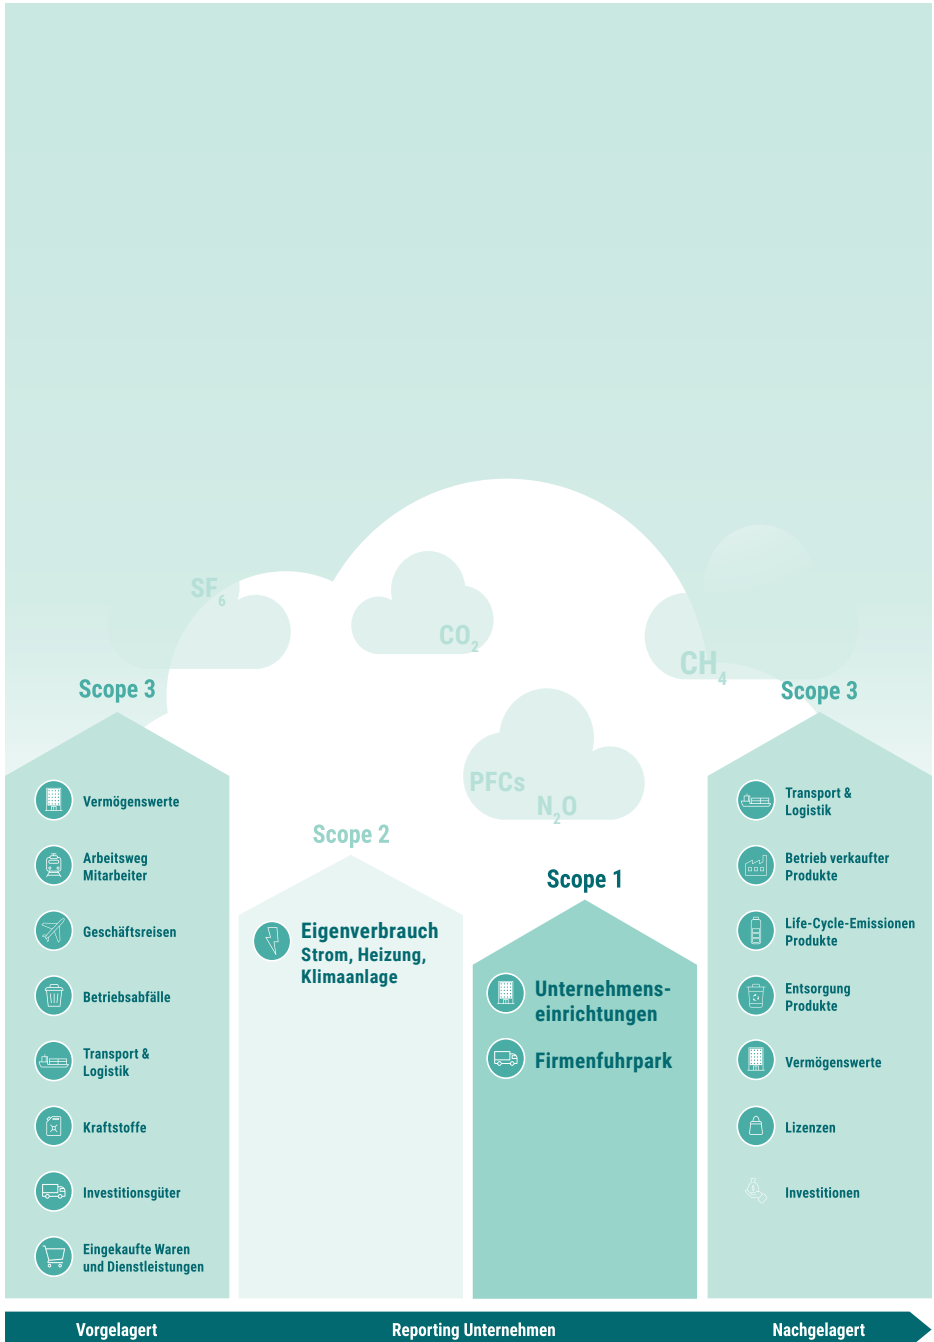 SF6
CO2
CH4
PFCs
N2O
Scope 3
Vermögenswerte
Arbeitsweg
Mitarbeiter
Geschäftsreisen
Betriebsabfälle
Transport &
Logistik
Kraftstoffe
Investitionsgüter
Eingekaufte Waren
und Dienstleistungen
Scope 2
Eigenverbrauch
Strom, Heizung,
Klimaanlage
Scope 1
Unternehmens-
einrichtungen
Firmenfuhrpark
Scope 3
Transport &
Logistik
Betrieb verkaufter
Produkte
Life-Cycle-Emissionen
Produkte
Entsorgung
Produkte
Vermögenswerte
Lizenzen
Investitionen
Vorgelagert
Reporting Unternehmen
Nachgelagert